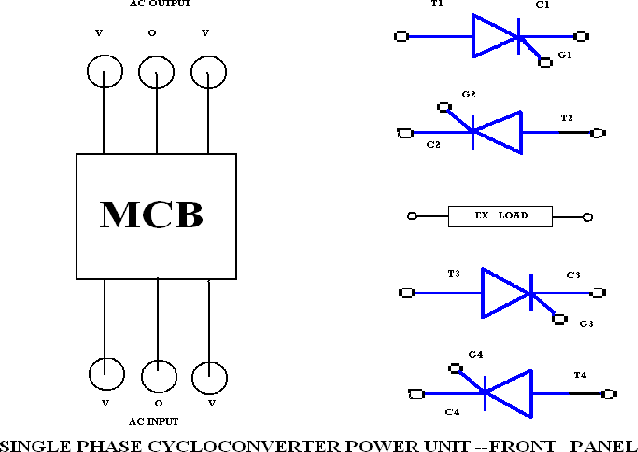 AC OUTPUT
V O V
MCB
V O V
AC INPUT
T1 C1
G1
G2
T2
C2
EX LOAD
T3 C3
G3
G4
T4
C4
SINGLE PHASE CYCLOCONVERTER POWER UNIT --FRONT PANEL